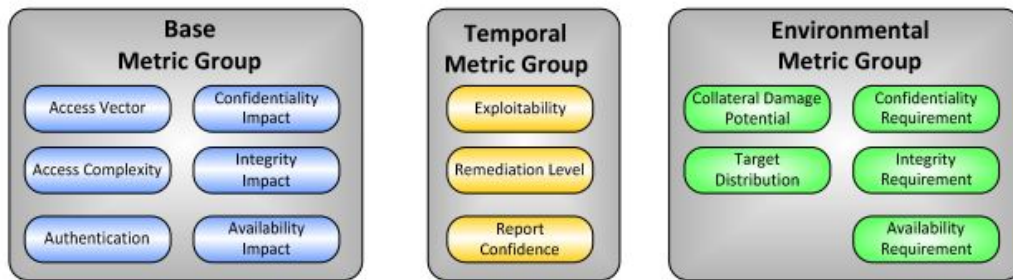 Base
Metric Group
Access Vector
Confidentiality
Impact
Access Complexity
Integrity
Impact
Authentication
Availability
Impact
Temporal
Metric Group
Exploitability
Remediation Level
Report
Confidence
Environmental
Metric Group
Collateral Damage
Potential
Confidentiality
Requirement
Target
Distribution
Integrity
Requirement
Availability
Requirement